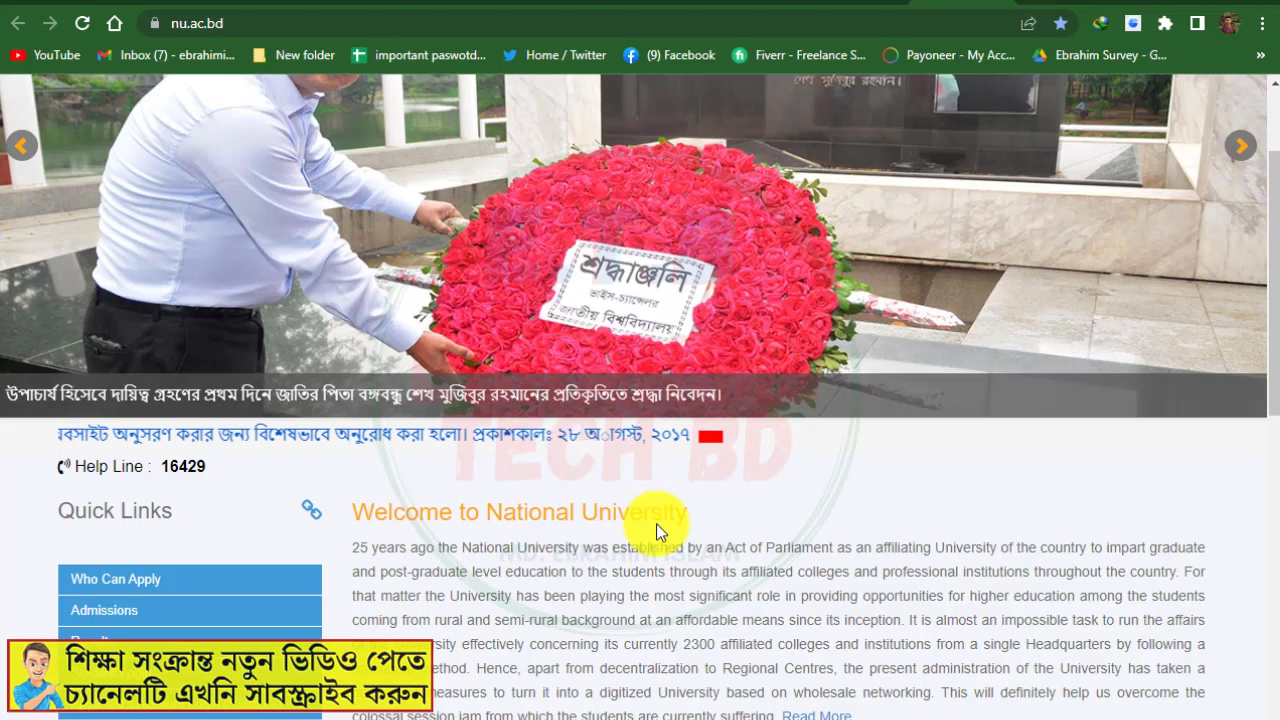 nu.ac.bd
YouTube Inbox (7) - ebrahimi... New folder important paswotd... Home / Twitter (9) Facebook Fiverr - Freelance S... Payoneer - My Acc... Ebrahim Survey - G... »
শেখ মুজিবুর রহমান।
শ্রদ্ধাঞ্জলি
ভাইস-চ্যান্সেলর
জাতীয় বিশ্ববিদ্যালয়
উপাচার্য হিসেবে দায়িত্ব গ্রহণের প্রথম দিনে জাতির পিতা বঙ্গবন্ধু শেখ মুজিবুর রহমানের প্রতিকৃতিতে শ্রদ্ধা নিবেদন।
বসাইট অনুসরণ করার জন্য বিশেষভাবে অনুরোধ করা হলো। প্রকাশকালঃ ২৮ অাগস্ট, ২০১৭
TECH BD
Help Line : 16429
Quick Links
Welcome to National University
MD. EBRAHIM ISLAM
25 years ago the National University was established by an Act of Parliament as an affiliating University of the country to impart graduate
and post-graduate level education to the students through its affiliated colleges and professional institutions throughout the country. For
that matter the University has been playing the most significant role in providing opportunities for higher education among the students
coming from rural and semi-rural background at an affordable means since its inception. It is almost an impossible task to run the affairs
effectively concerning its currently 2300 affiliated colleges and institutions from a single Headquarters by following a
Hence, apart from decentralization to Regional Centres, the present administration of the University has taken a
measures to turn it into a digitized University based on wholesale networking. This will definitely help us overcome the
colossal session jam from which the students are currently suffering. Read More
Who Can Apply
Admissions
শিক্ষা সংক্রান্ত নতুন ভিডিও পেতে
চ্যানেলটি এখনি সাবস্ক্রাইব করুন